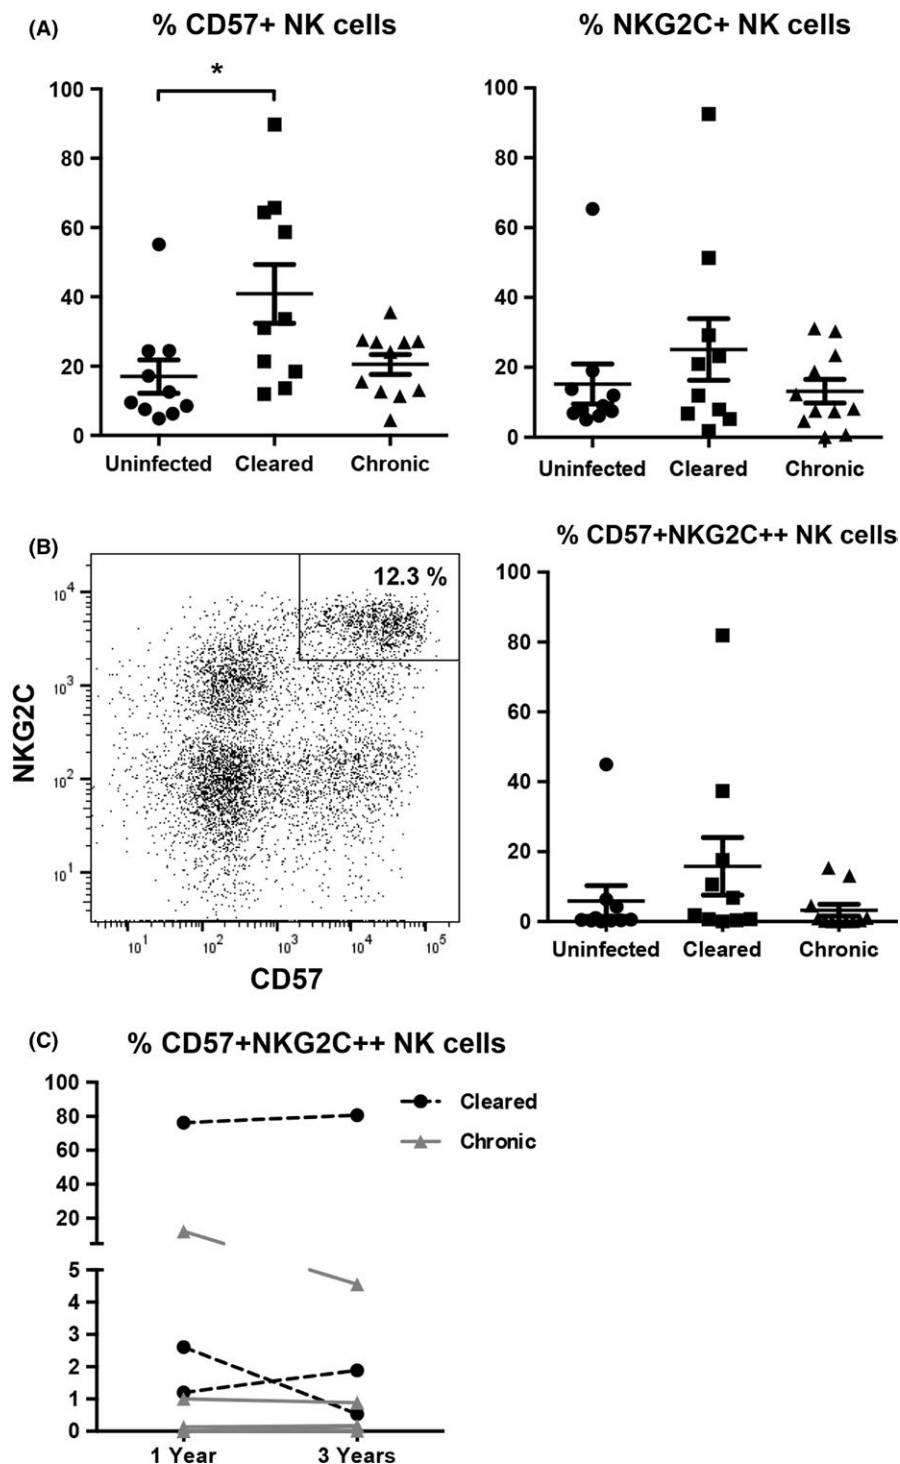 (A)
% CD57+ NK cells
% NKG2C+ NK cells
*
100
80
60
40
20
0
Uninfected Cleared Chronic
100
80
60
40
20
0
Uninfected Cleared Chronic
(B)
12.3 %
NKG2C
10^4
10^3
10^2
10^1
10^1 10^2 10^3 10^4 10^5
CD57
% CD57+NKG2C++ NK cells
100
80
60
40
20
0
Uninfected Cleared Chronic
(C)
% CD57+NKG2C++ NK cells
100
80
60
40
20
5
4
3
2
1
0
1 Year 3 Years
Cleared
Chronic